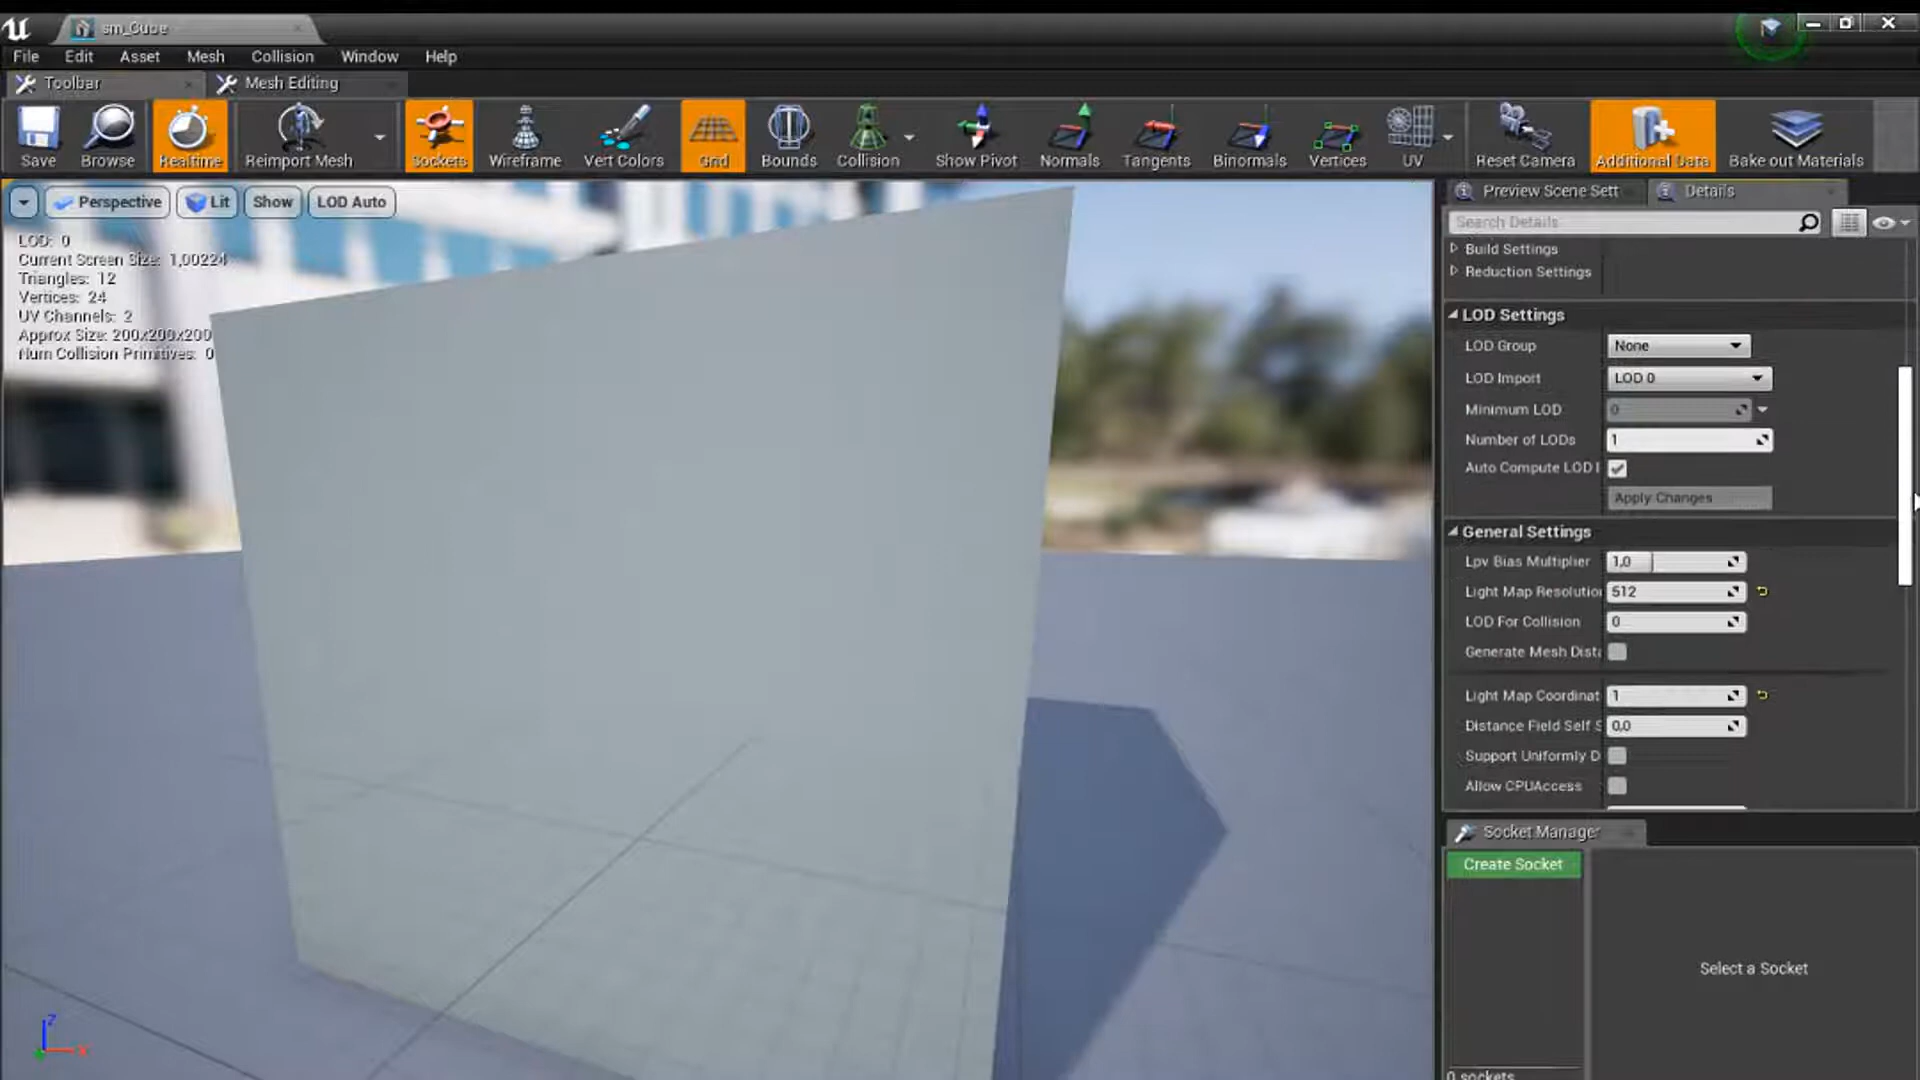 sm_Cube
File Edit Asset Mesh Collision Window Help
Toolbar Mesh Editing
Save Browse Realtime Reimport Mesh Sockets Wireframe Vert Colors Grid Bounds Collision Show Pivot Normals Tangents Binormals Vertices UV Reset Camera Additional Data Bake out Materials
Perspective Lit Show LOD Auto
LOD: 0
Current Screen Size: 1,00224
Triangles: 12
Vertices: 24
UV Channels: 2
Approx Size: 200x200x200
Num Collision Primitives: 0
Z
X
Preview Scene Sett Details
Search Details
Build Settings
Reduction Settings
LOD Settings
LOD Group None
LOD Import LOD 0
Minimum LOD 0
Number of LODs 1
Auto Compute LOD I
Apply Changes
General Settings
Lpv Bias Multiplier 1,0
Light Map Resolutio 512
LOD For Collision 0
Generate Mesh Dista
Light Map Coordinat 1
Distance Field Self S 0,0
Support Uniformly D
Allow CPUAccess
Socket Manager
Create Socket
Select a Socket
0 sockets